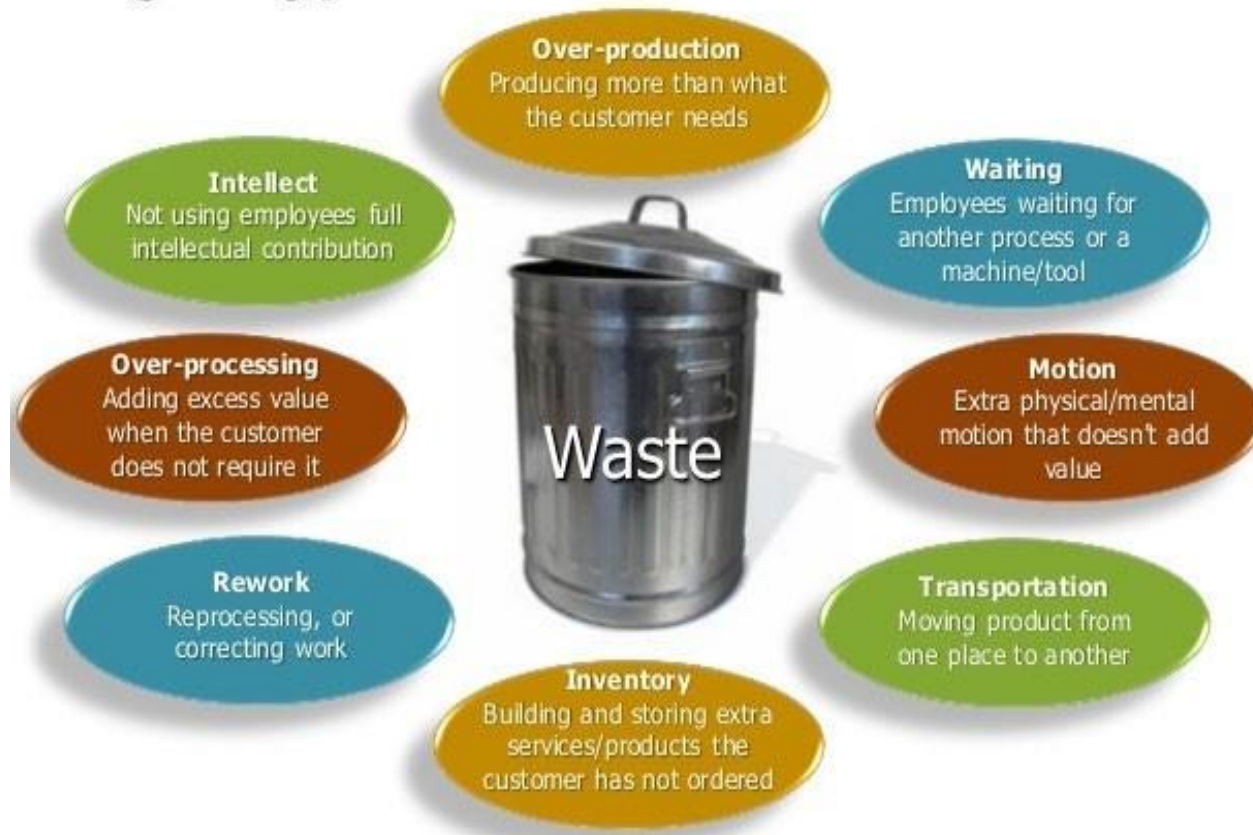 Over-production
Producing more than what
the customer needs
Waiting
Employees waiting for
another process or a
machine/tool
Motion
Extra physical/mental
motion that doesn't add
value
Transportation
Moving product from
one place to another
Inventory
Building and storing extra
services/products the
customer has not ordered
Rework
Reprocessing, or
correcting work
Over-processing
Adding excess value
when the customer
does not require it
Intellect
Not using employees full
intellectual contribution
Waste